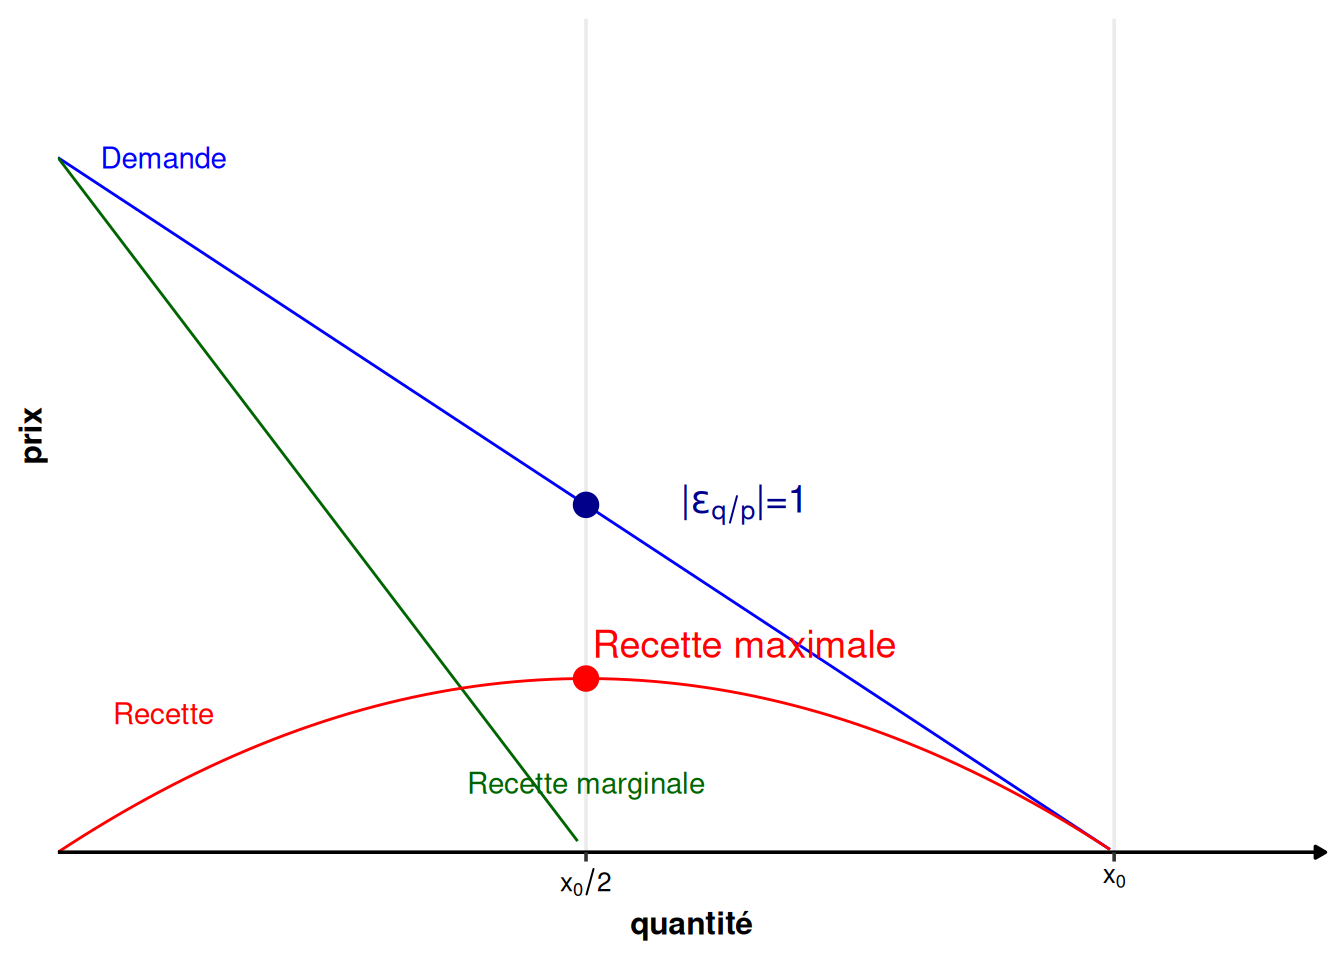 Demande
prix
|εq/p|=1
Recette maximale
Recette
Recette marginale
x₀/2
x₀
quantité